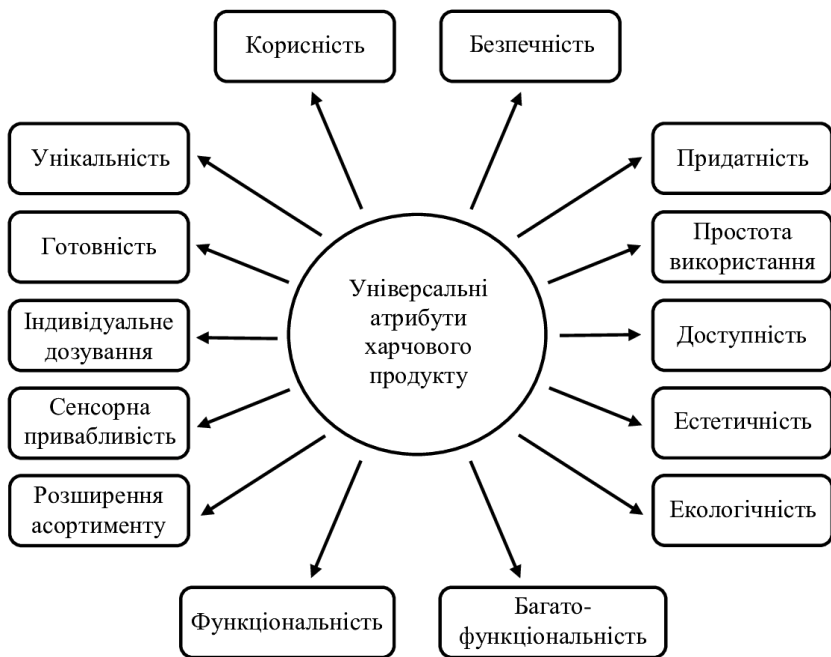 Корисність
Безпечність
Унікальність
Придатність
Готовність
Простота
використання
Універсальні
атрибути
харчового
продукту
Індивідуальне
дозування
Доступність
Сенсорна
привабливість
Естетичність
Розширення
асортименту
Екологічність
Функціональність
Багато-
функціональність